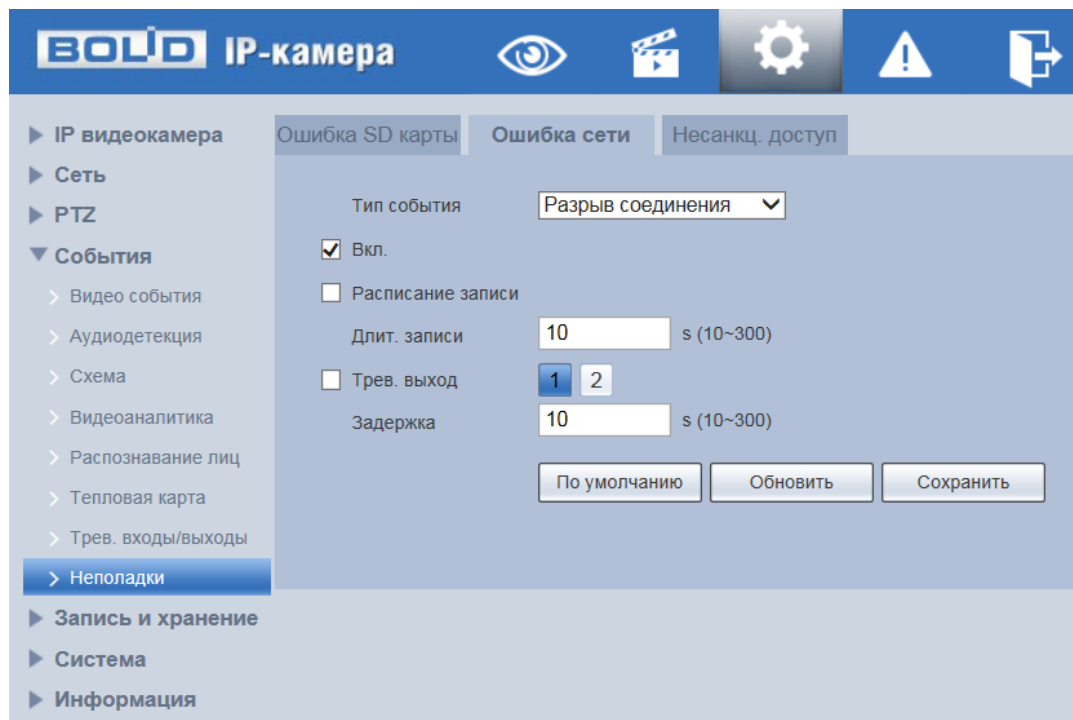 BOLID IP-камера
IP видеокамера
Сеть
PTZ
События
Видео события
Аудиодетекция
Схема
Видеоаналитика
Распознавание лиц
Тепловая карта
Трев. входы/выходы
Неполадки
Запись и хранение
Система
Информация
Ошибка SD карты Ошибка сети Несанкц. доступ
Тип события Разрыв соединения
Вкл.
Расписание записи
Длит. записи 10 s (10~300)
Трев. выход 1 2
Задержка 10 s (10~300)
По умолчанию Обновить Сохранить